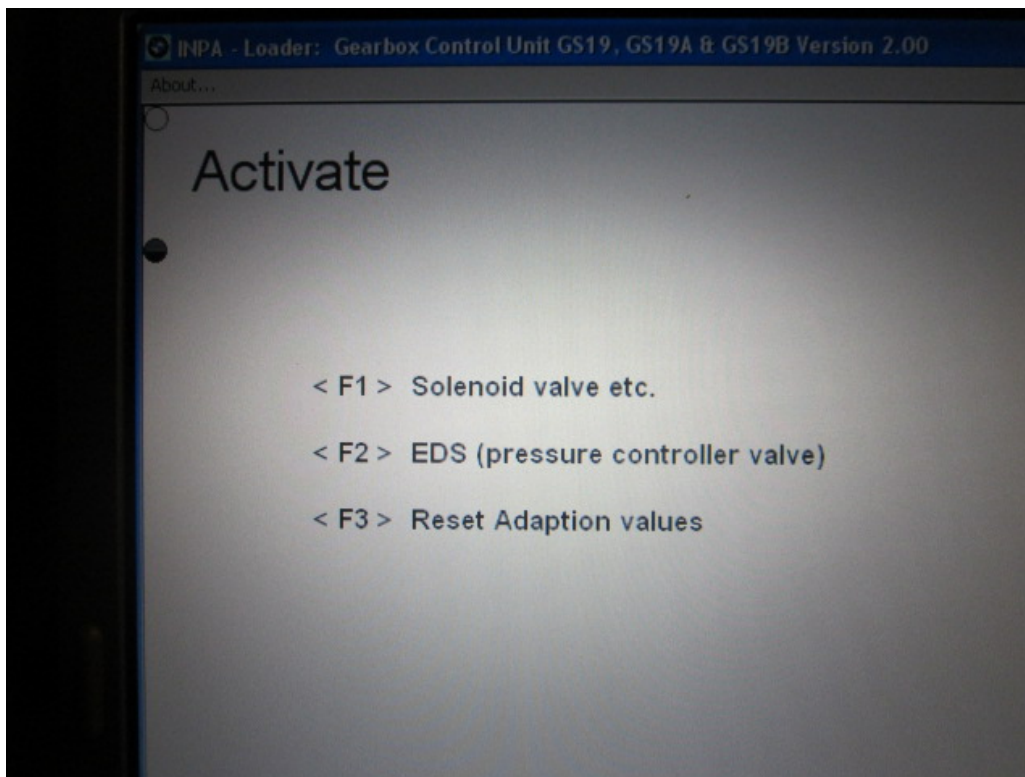 INPA - Loader: Gearbox Control Unit GS19, GS19A & GS19B Version 2.00
About...
Activate
< F1 > Solenoid valve etc.
< F2 > EDS (pressure controller valve)
< F3 > Reset Adaption values